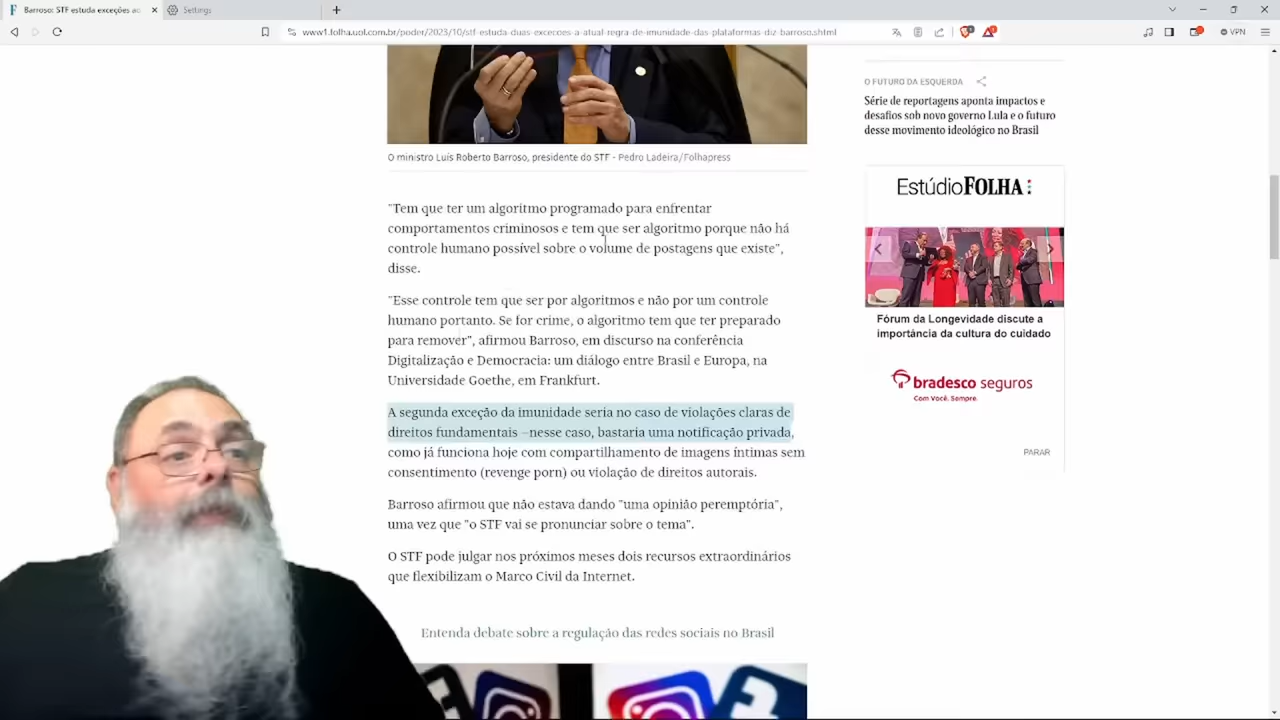 Barroso: STF estuda exceções ao
Settings
www1.folha.uol.com.br/poder/2023/10/stf-estuda-duas-excecoes-a-atual-regra-de-imunidade-das-plataformas-diz-barroso.shtml
VPN
O ministro Luís Roberto Barroso, presidente do STF - Pedro Ladeira/Folhapress
"Tem que ter um algoritmo programado para enfrentar
comportamentos criminosos e tem que ser algoritmo porque não há
controle humano possível sobre o volume de postagens que existe",
disse.
"Esse controle tem que ser por algoritmos e não por um controle
humano portanto. Se for crime, o algoritmo tem que ter preparado
para remover", afirmou Barroso, em discurso na conferência
Digitalização e Democracia: um diálogo entre Brasil e Europa, na
Universidade Goethe, em Frankfurt.
A segunda exceção da imunidade seria no caso de violações claras de
direitos fundamentais –nesse caso, bastaria uma notificação privada,
como já funciona hoje com compartilhamento de imagens íntimas sem
consentimento (revenge porn) ou violação de direitos autorais.
Barroso afirmou que não estava dando "uma opinião peremptória",
uma vez que "o STF vai se pronunciar sobre o tema".
O STF pode julgar nos próximos meses dois recursos extraordinários
que flexibilizam o Marco Civil da Internet.
Entenda debate sobre a regulação das redes sociais no Brasil
O FUTURO DA ESQUERDA
Série de reportagens aponta impactos e
desafios sob novo governo Lula e o futuro
desse movimento ideológico no Brasil
EstúdioFOLHA
Fórum da Longevidade discute a
importância da cultura do cuidado
bradesco seguros
Com Você. Sempre.
PARAR